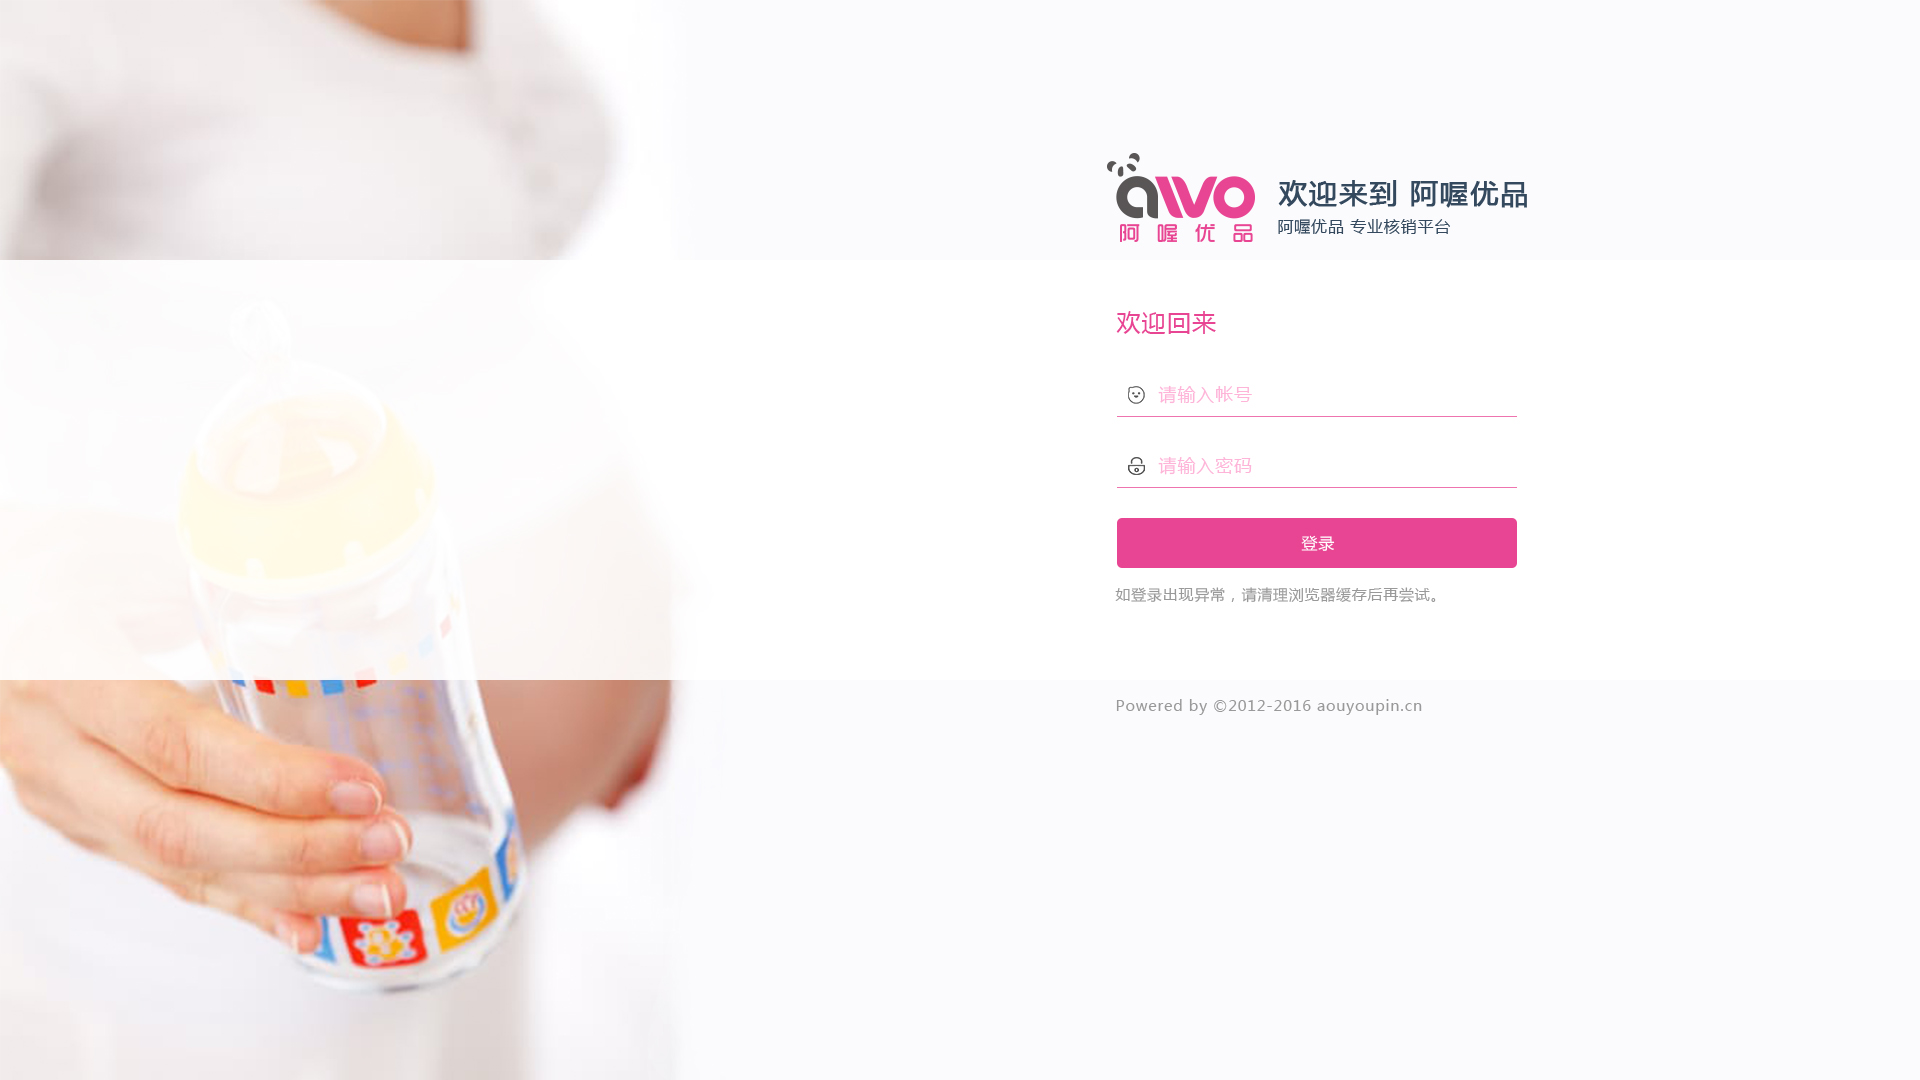 awo
阿喔优品
欢迎来到 阿喔优品
阿喔优品 专业核销平台
欢迎回来
请输入帐号
请输入密码
登录
如登录出现异常，请清理浏览器缓存后再尝试。
Powered by ©2012-2016 aouyoupin.cn